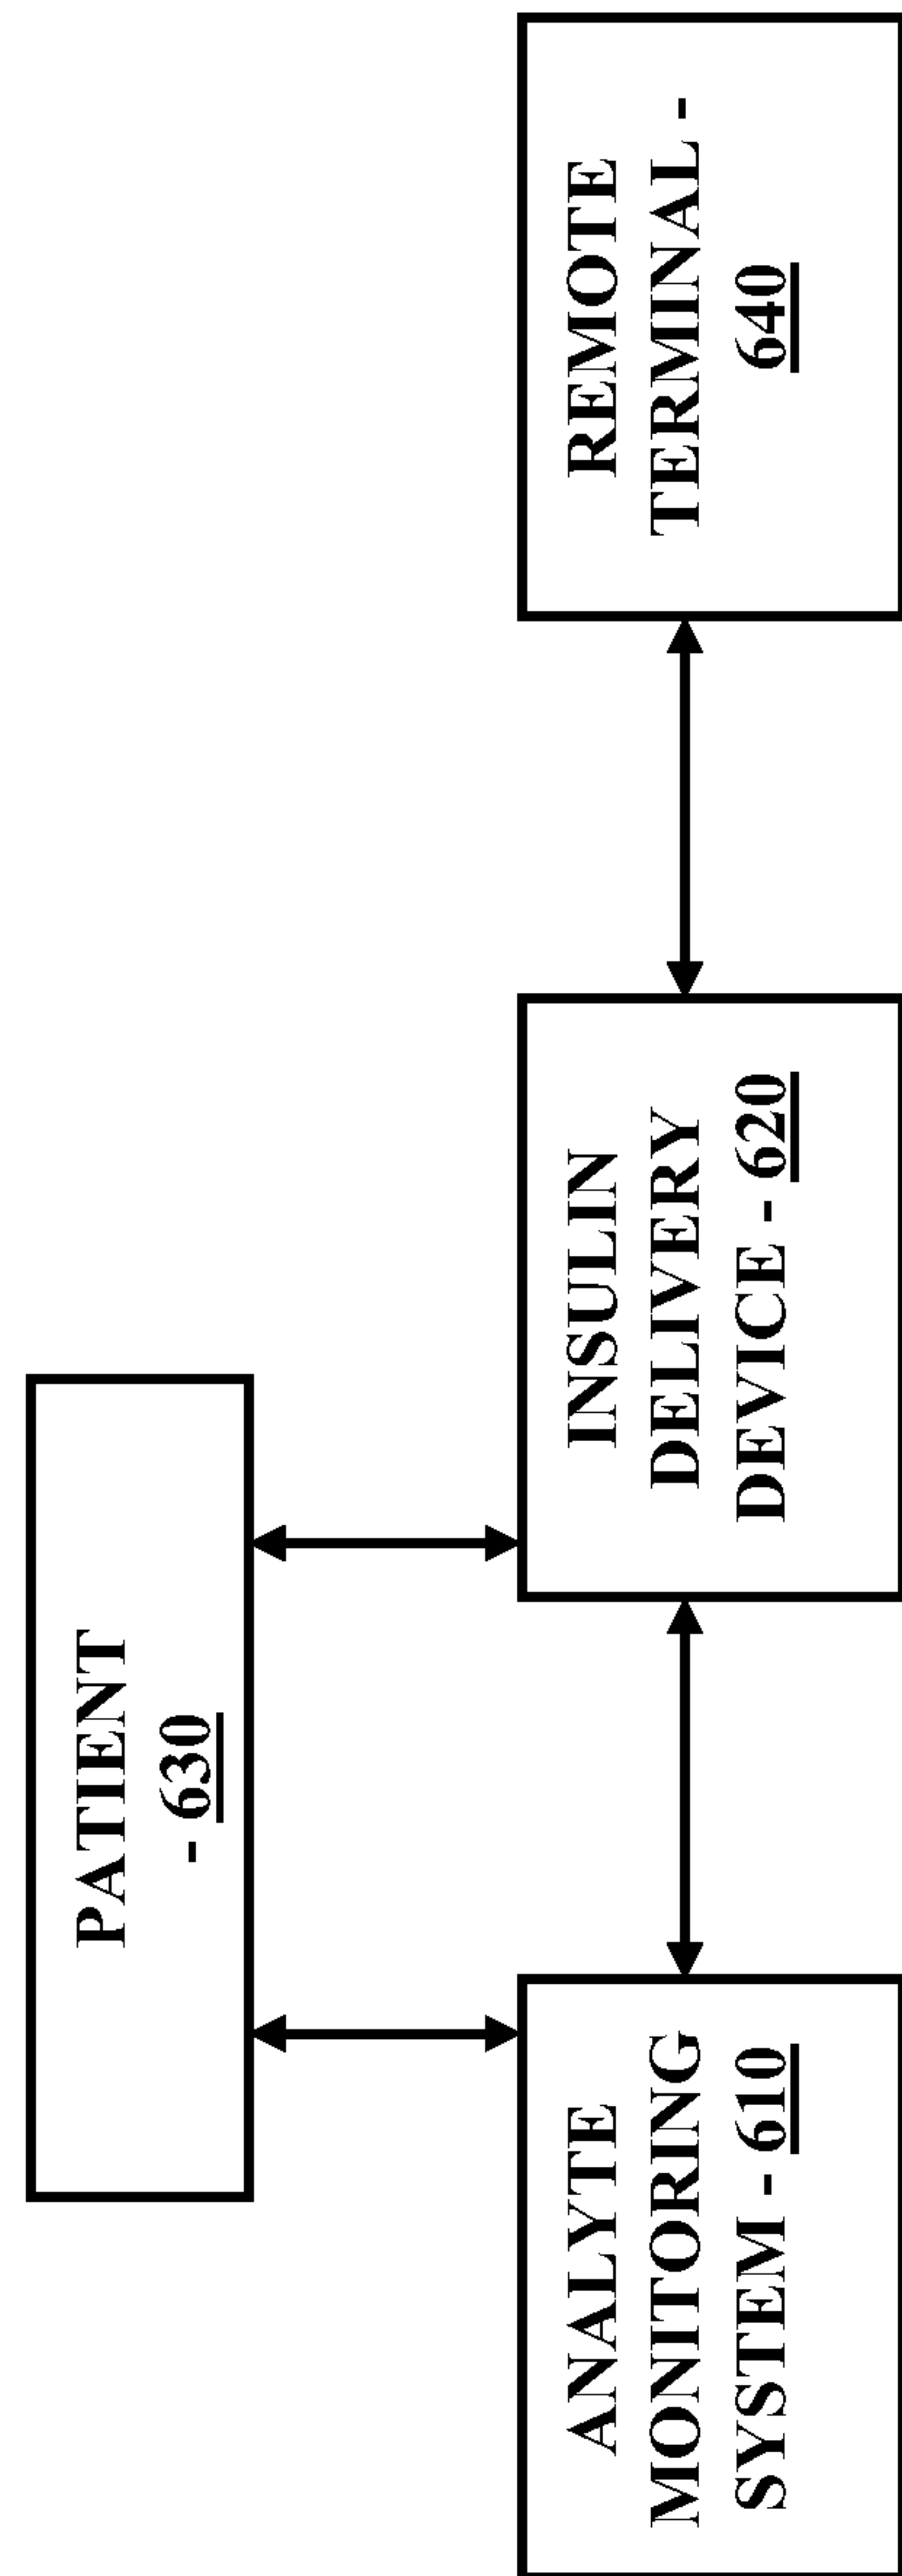 PATIENT
- 630
ANALYTE
MONITORING
SYSTEM - 610
INSULIN
DELIVERY
DEVICE - 620
REMOTE
TERMINAL -
640